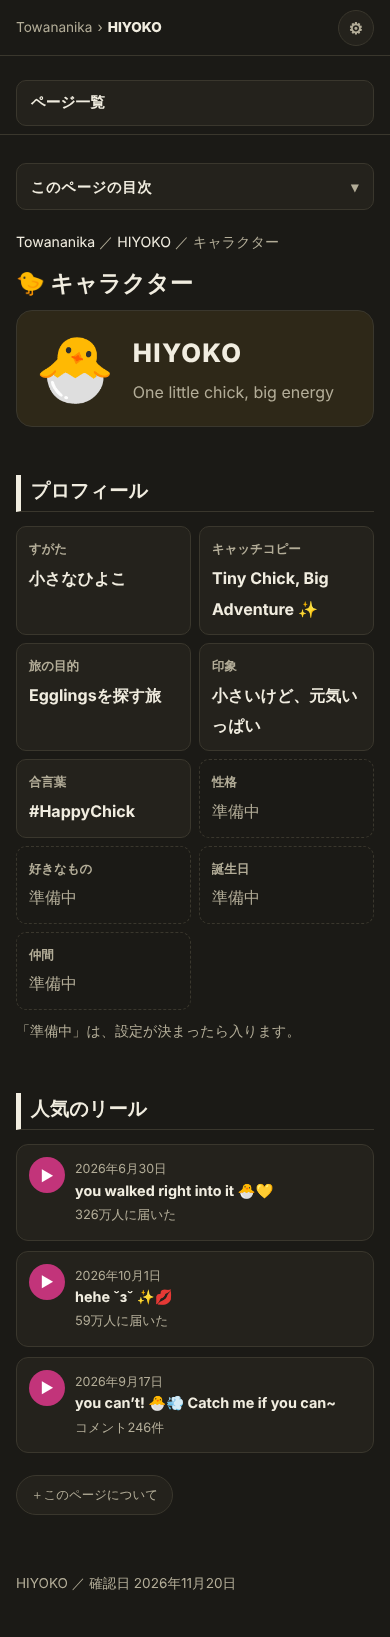 Towananika › HIYOKO
ページ一覧
このページの目次 ▼
Towananika ／ HIYOKO ／ キャラクター
🐤 キャラクター
HIYOKO
One little chick, big energy
プロフィール
すがた
小さなひよこ
キャッチコピー
Tiny Chick, Big
Adventure ✨
旅の目的
Egglingsを探す旅
印象
小さいけど、元気い
っぱい
合言葉
#HappyChick
性格
準備中
好きなもの
準備中
誕生日
準備中
仲間
準備中
「準備中」は、設定が決まったら入ります。
人気のリール
2026年6月30日
you walked right into it 🐣💛
326万人に届いた
2026年10月1日
hehe ˘ɜ˘ ✨💋
59万人に届いた
2026年9月17日
you can’t! 🐣💨 Catch me if you can~
コメント246件
＋このページについて
HIYOKO ／ 確認日 2026年11月20日